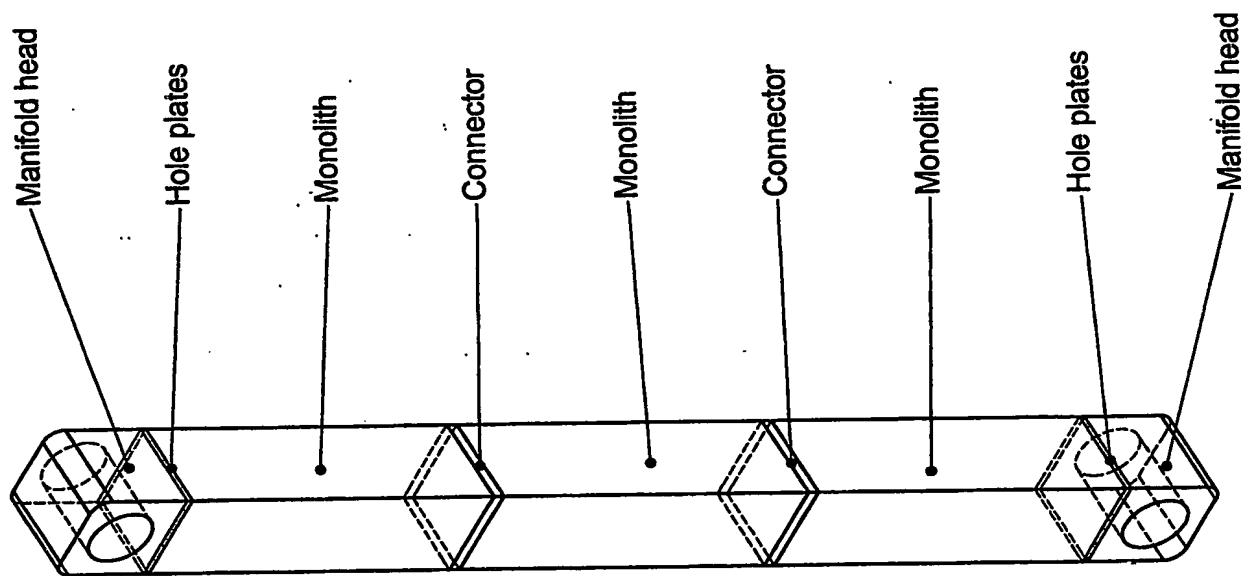 Manifold head
Hole plates
Monolith
Connector
Monolith
Connector
Monolith
Hole plates
Manifold head